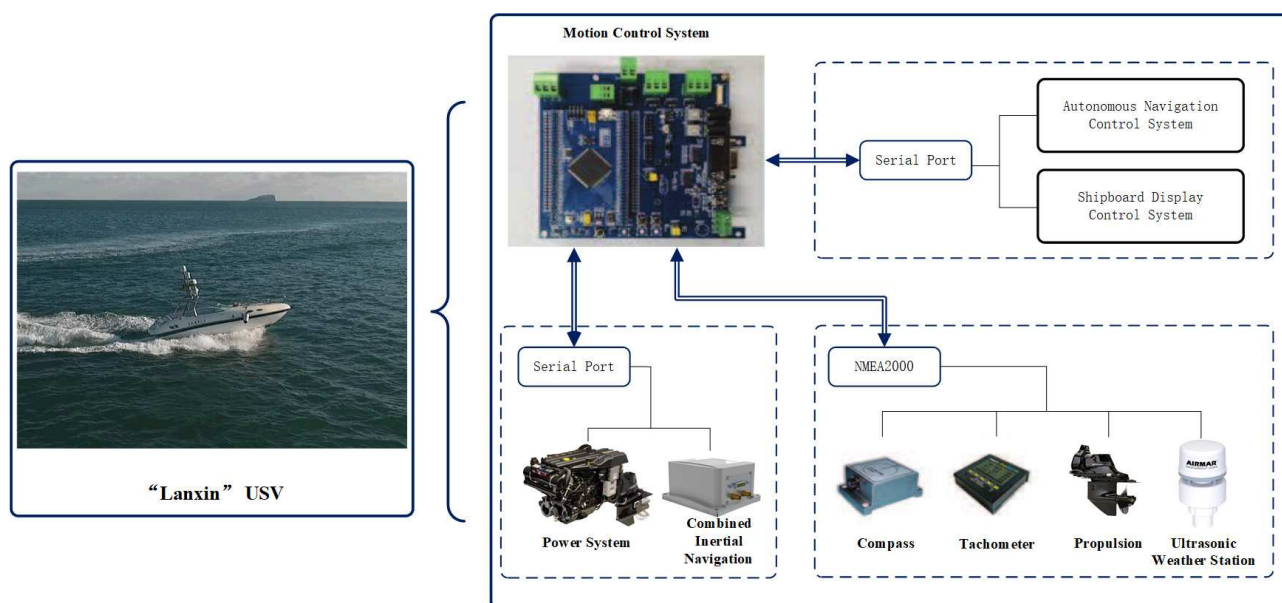 Motion Control System
Autonomous Navigation
Control System
Serial Port
Shipboard Display
Control System
“Lanxin” USV
Serial Port
Power System
Combined
Inertial
Navigation
NMEA2000
AIRMAR
Compass
Tachometer
Propulsion
Ultrasonic
Weather Station